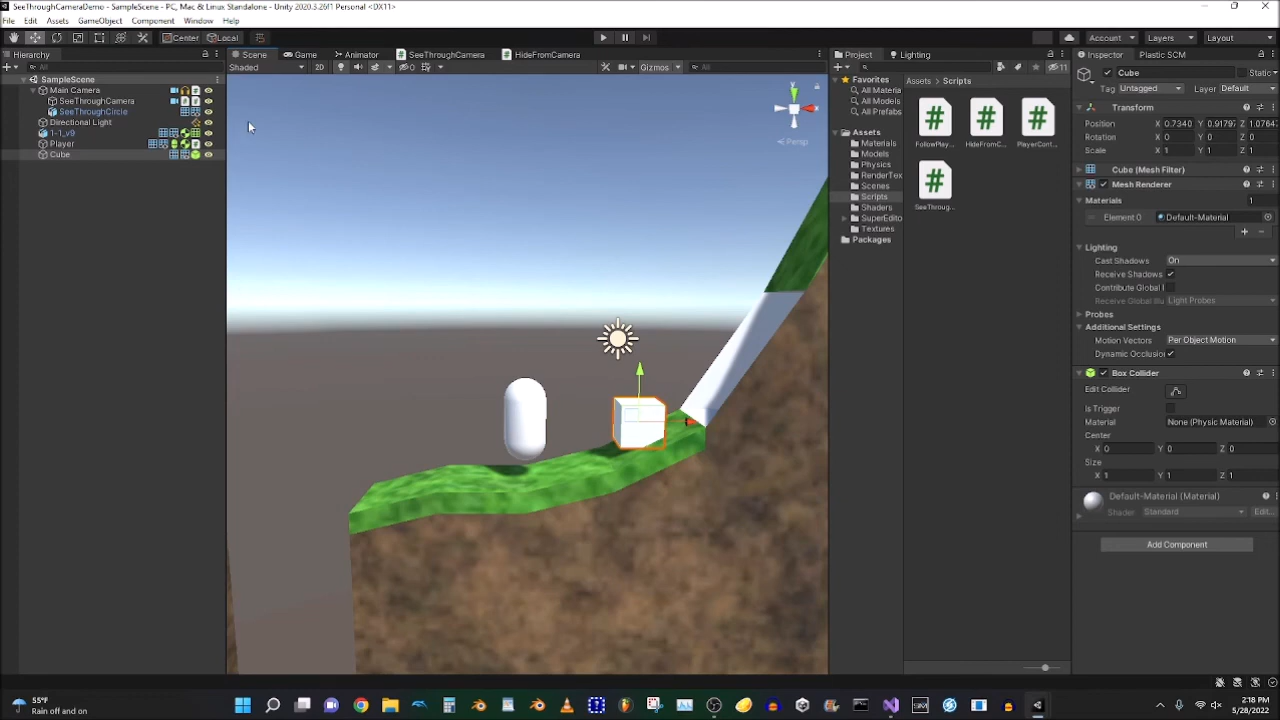 SeeThroughCameraDemo - SampleScene - PC, Mac & Linux Standalone - Unity 2020.3.26f1 Personal <DX11>
File Edit Assets GameObject Component Window Help
Center Local Account Layers Layout
Hierarchy
All
SampleScene
Main Camera
SeeThroughCamera
SeeThroughCircle
Directional Light
1-1_v9
Player
Cube
Scene Game Animator SeeThroughCamera HideFromCamera
Shaded 2D 0 Gizmos All
Persp
Project Lighting
11
Favorites
All Materia
All Models
All Prefabs
Assets
Materials
Models
Physics
RenderTex
Scenes
Scripts
Shaders
SuperEdito
Textures
Packages
Assets Scripts
FollowPlay... HideFromC... PlayerCont...
SeeThroug...
Inspector Plastic SCM
Cube Static
Tag Untagged Layer Default
Transform
Position X 0.7340 Y 0.9179 Z 1.0764
Rotation X 0 Y 0 Z 0
Scale X 1 Y 1 Z 1
Cube (Mesh Filter)
Mesh Renderer
Materials 1
Element 0 Default-Material
Lighting
Cast Shadows On
Receive Shadows
Contribute Global I
Receive Global Illu Light Probes
Probes
Additional Settings
Motion Vectors Per Object Motion
Dynamic Occlusio
Box Collider
Edit Collider
Is Trigger
Material None (Physic Material)
Center
X 0 Y 0 Z 0
Size
X 1 Y 1 Z 1
Default-Material (Material)
Shader Standard Edit...
Add Component
55°F
Rain off and on
2:18 PM
5/28/2022